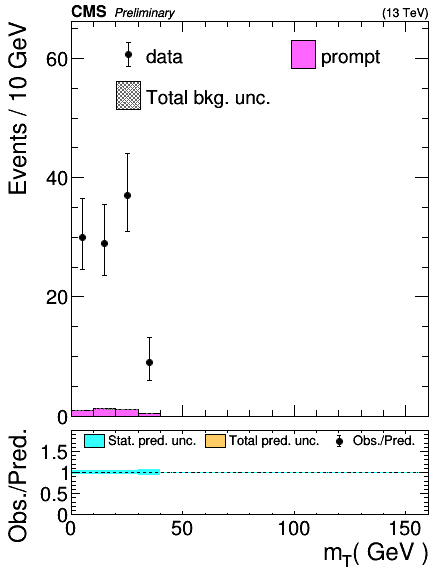 CMS Preliminary (13 TeV)
Events / 10 GeV
60
40
20
0
data
prompt
Total bkg. unc.
Obs./Pred.
1.5
1
0.5
0
Stat. pred. unc. Total pred. unc. Obs./Pred.
0 50 100 150
m_T( GeV )